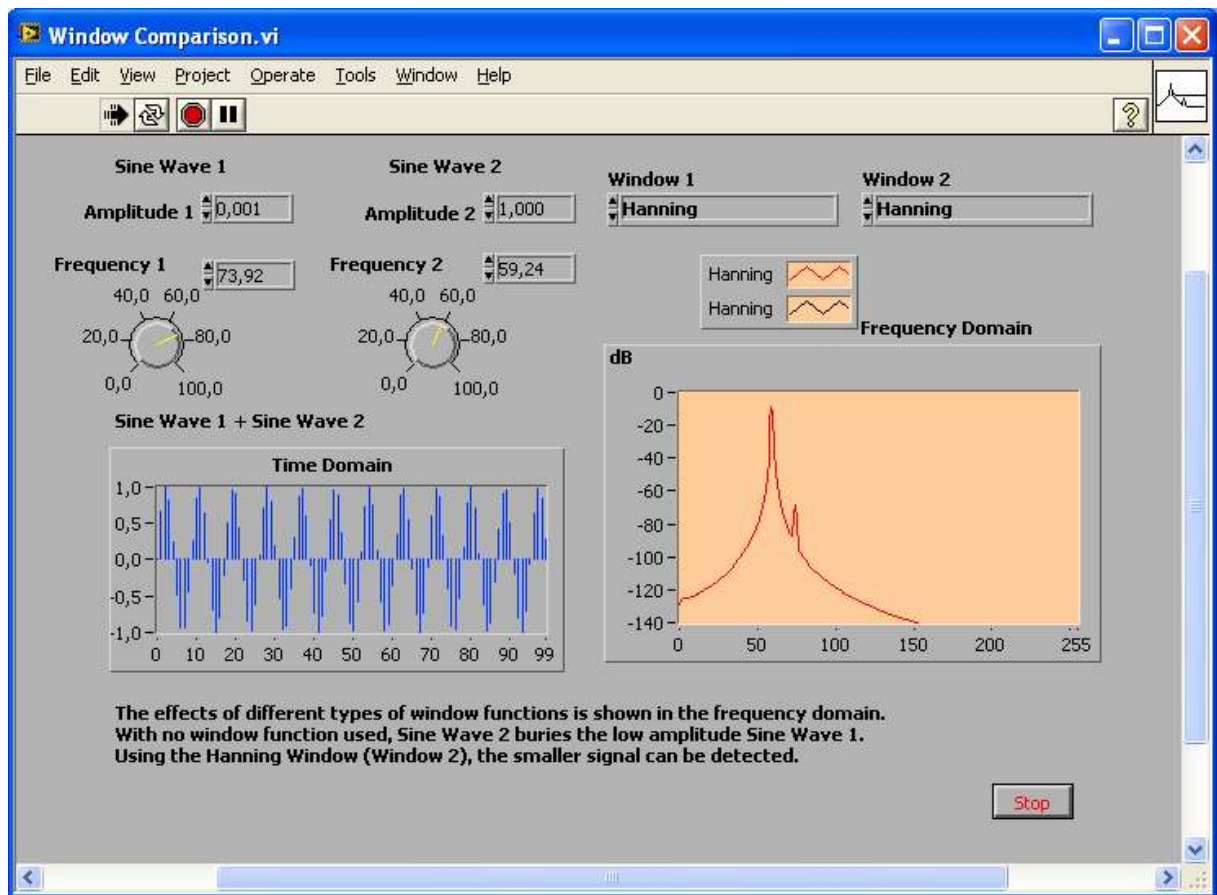 Window Comparison.vi
File Edit View Project Operate Tools Window Help
Sine Wave 1
Sine Wave 2
Amplitude 1 0,001
Amplitude 2 1,000
Window 1
Hanning
Window 2
Hanning
Frequency 1 73,92
40,0 60,0
20,0 80,0
0,0 100,0
Frequency 2 59,24
40,0 60,0
20,0 80,0
0,0 100,0
Hanning
Hanning
Frequency Domain
dB
0
-20
-40
-60
-80
-100
-120
-140
0 50 100 150 200 255
Sine Wave 1 + Sine Wave 2
Time Domain
1,0
0,5
0,0
-0,5
-1,0
0 10 20 30 40 50 60 70 80 90 99
The effects of different types of window functions is shown in the frequency domain.
With no window function used, Sine Wave 2 buries the low amplitude Sine Wave 1.
Using the Hanning Window (Window 2), the smaller signal can be detected.
Stop